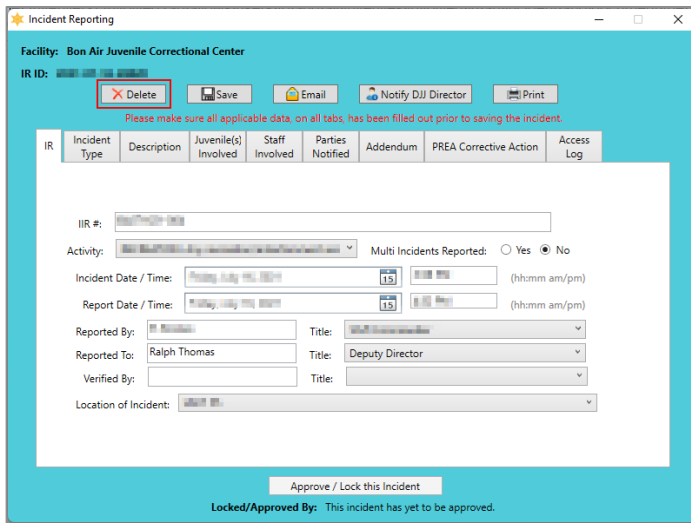 Incident Reporting
Facility: Bon Air Juvenile Correctional Center
IR ID:
Delete Save Email Notify DJJ Director Print
Please make sure all applicable data, on all tabs, has been filled out prior to saving the incident.
IR Incident Type Description Juvenile(s) Involved Staff Involved Parties Notified Addendum PREA Corrective Action Access Log
IIR #:
Activity: Multi Incidents Reported: Yes No
Incident Date / Time: 15 (hh:mm am/pm)
Report Date / Time: 15 (hh:mm am/pm)
Reported By: Title:
Reported To: Ralph Thomas Title: Deputy Director
Verified By: Title:
Location of Incident:
Approve / Lock this Incident
Locked/Approved By: This incident has yet to be approved.